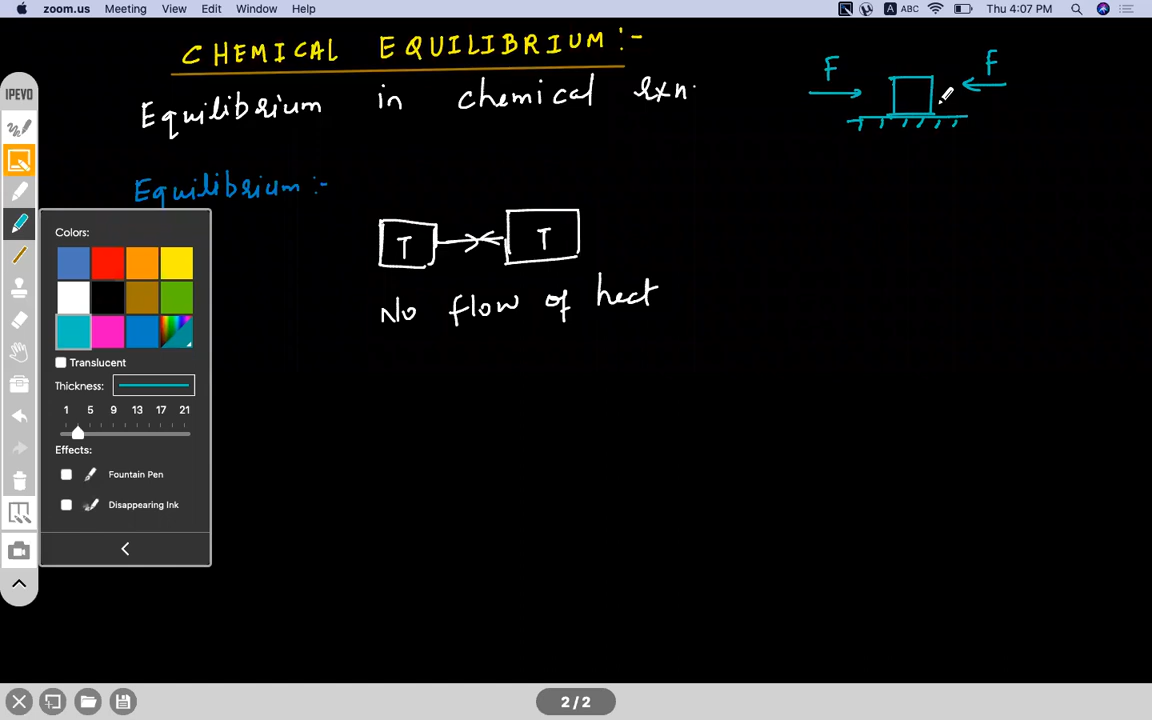 zoom.us Meeting View Edit Window Help A ABC Thu 4:07 PM
CHEMICAL EQUILIBRIUM :-
F F
IPEVO
Equilibrium in chemical rxn.
Equilibrium :-
Colors:
T T
No flow of heat
Translucent
Thickness:
1 5 9 13 17 21
Effects:
Fountain Pen
Disappearing Ink
2/2